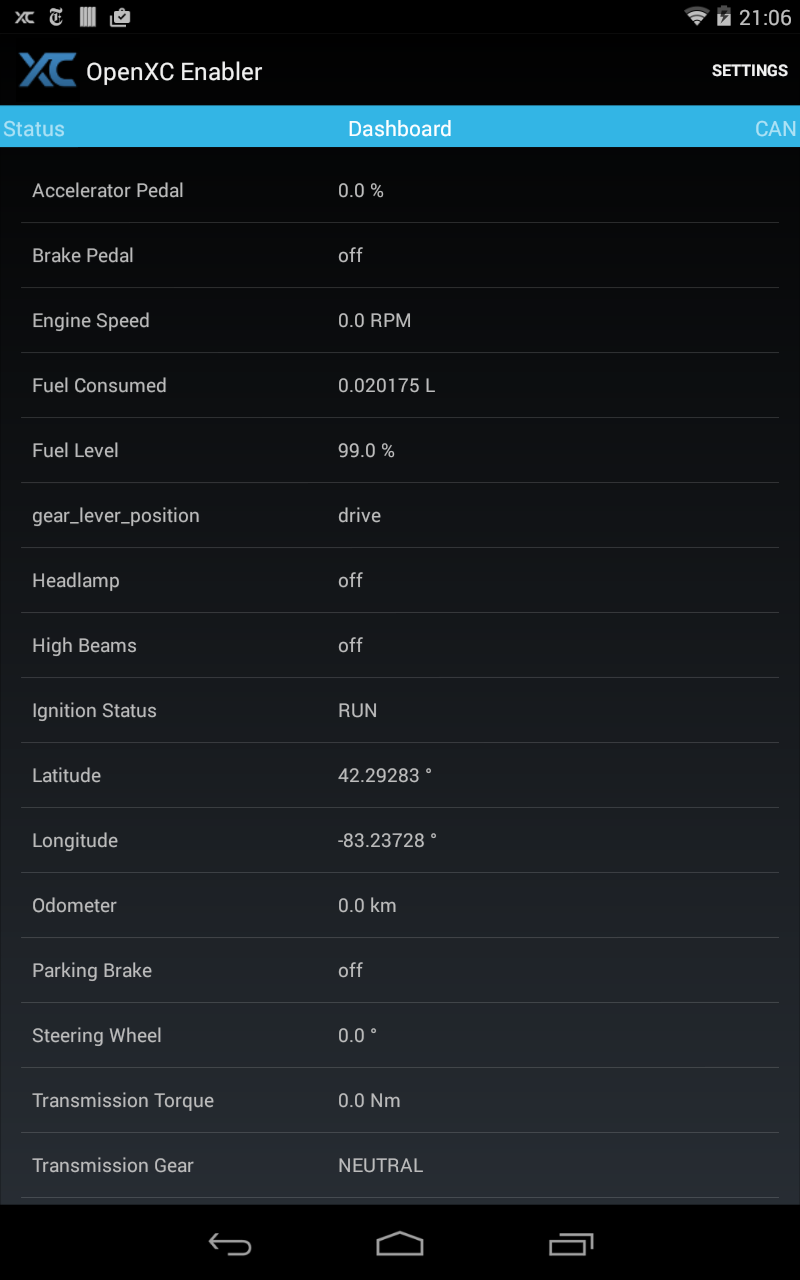 21:06
XC OpenXC Enabler SETTINGS
Status Dashboard CAN
Accelerator Pedal 0.0 %
Brake Pedal off
Engine Speed 0.0 RPM
Fuel Consumed 0.020175 L
Fuel Level 99.0 %
gear_lever_position drive
Headlamp off
High Beams off
Ignition Status RUN
Latitude 42.29283 °
Longitude -83.23728 °
Odometer 0.0 km
Parking Brake off
Steering Wheel 0.0 °
Transmission Torque 0.0 Nm
Transmission Gear NEUTRAL